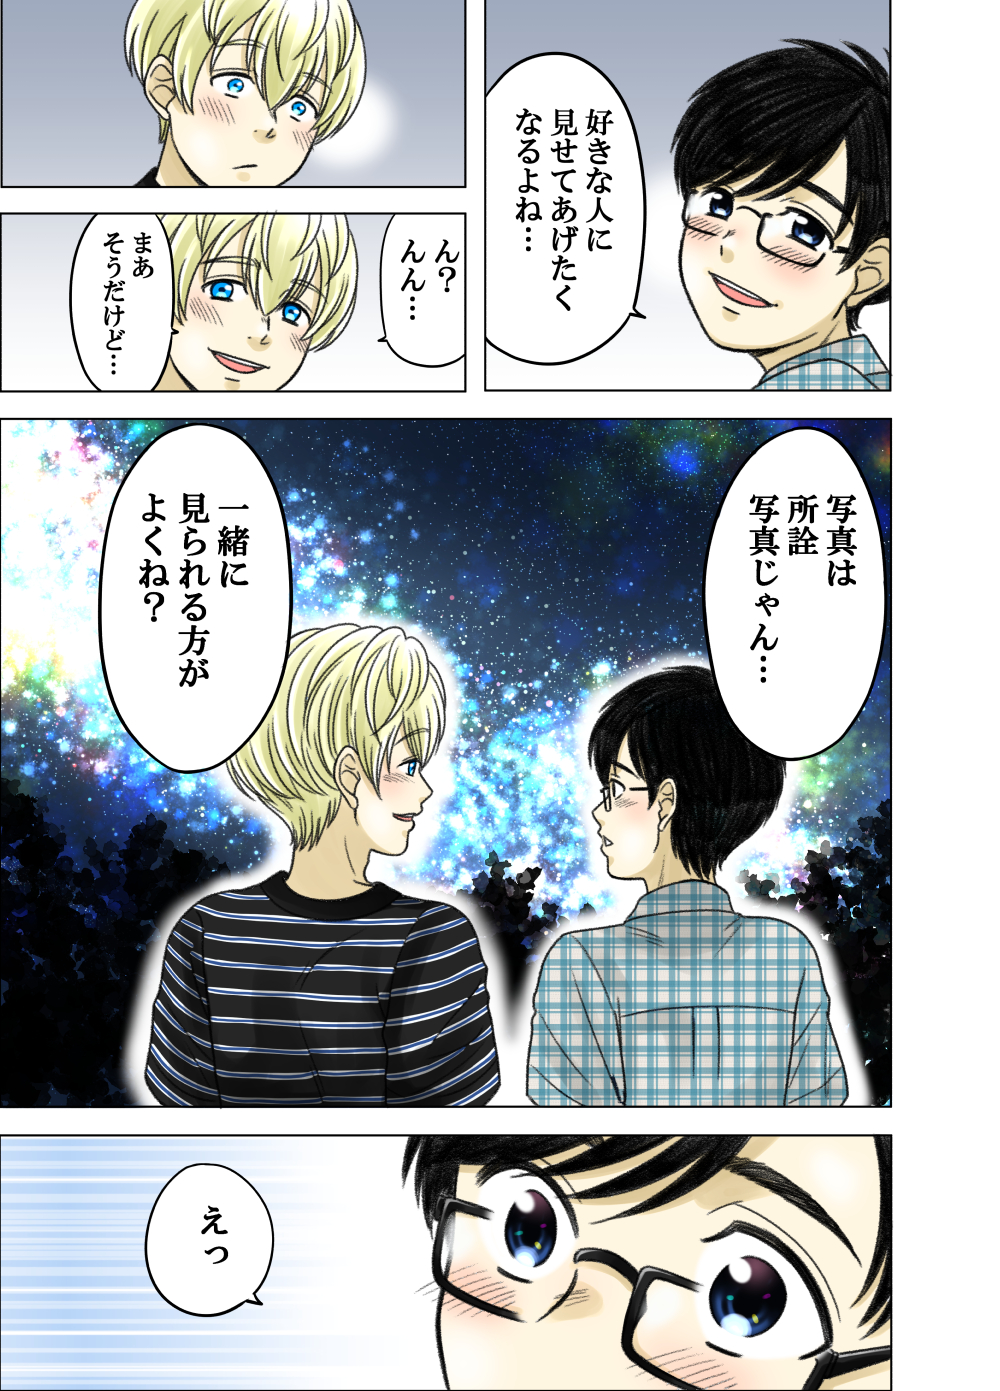 好きな人に
見せてあげたく
なるよね…
ん?
んん…
まあ
そうだけど…
写真は
所詮
写真じゃん…
一緒に
見られる方が
よくね?
えっ